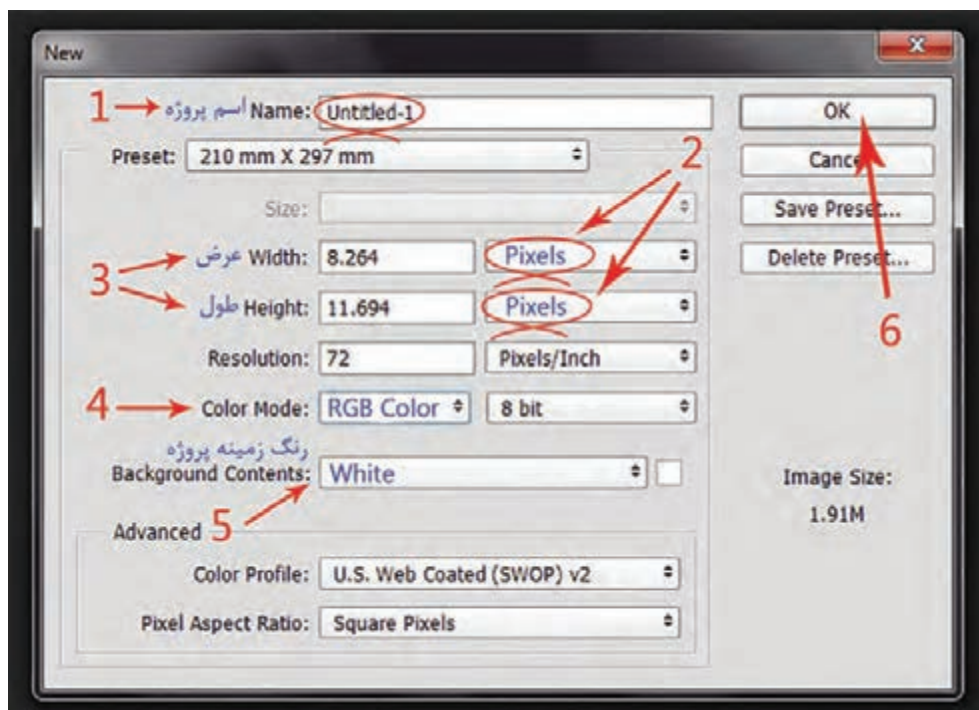 New
1 اسم پروژه Name: Untitled-1
OK
Preset: 210 mm X 297 mm
2
Cance
Size:
Save Preset...
3
عرض Width: 8.264 Pixels
Delete Preset...
طول Height: 11.694 Pixels
6
Resolution: 72 Pixels/Inch
4 Color Mode: RGB Color 8 bit
رنگ زمینه پروژه
Background Contents: White
Image Size:
1.91M
5
Advanced
Color Profile: U.S. Web Coated (SWOP) v2
Pixel Aspect Ratio: Square Pixels